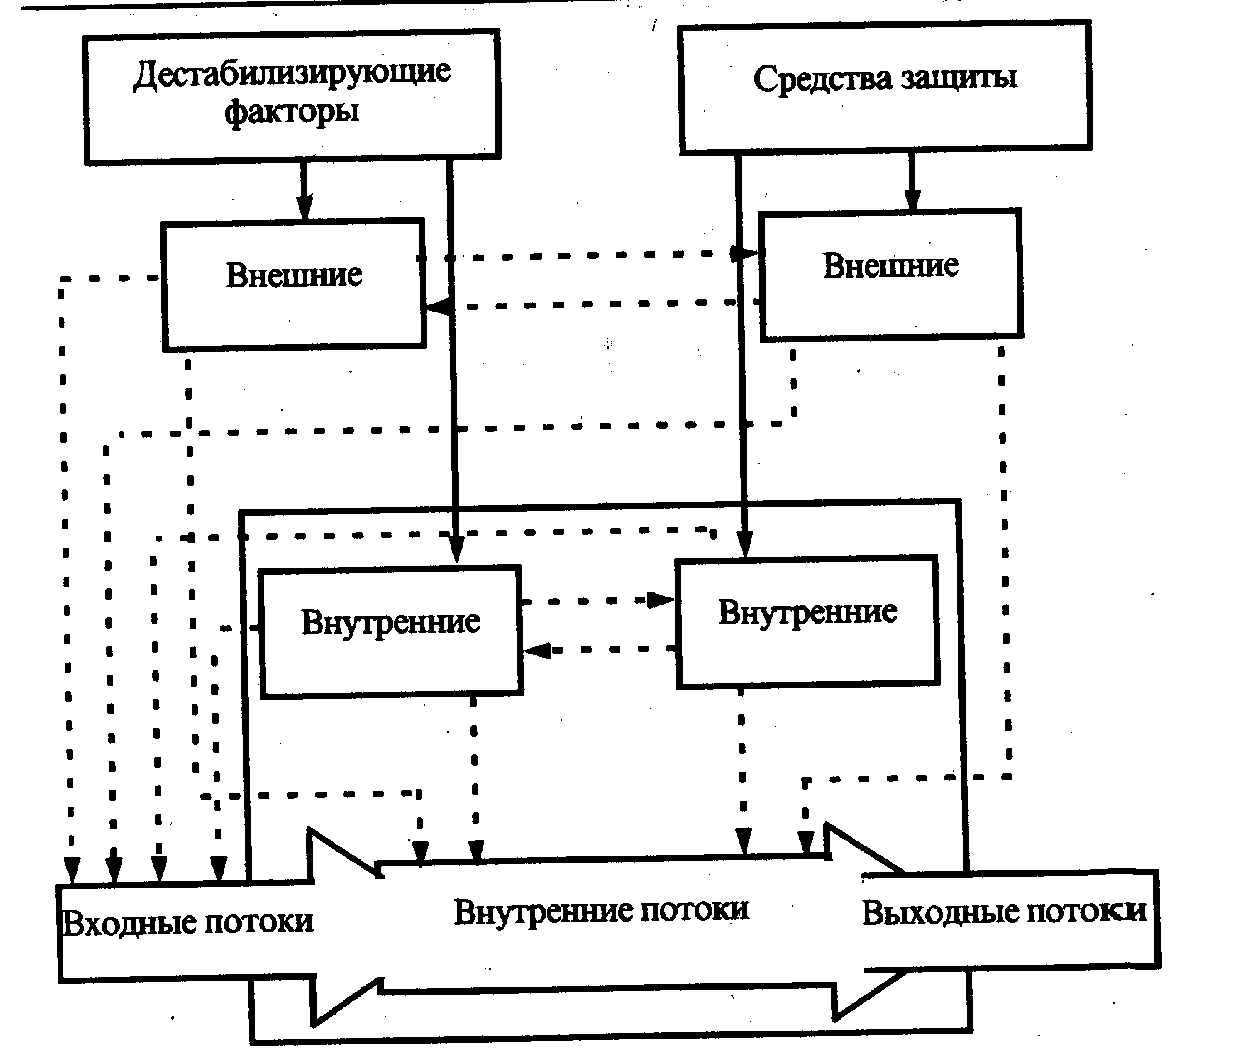 Дестабилизирующие
факторы
Средства защиты
Внешние
Внешние
Внутренние
Внутренние
Входные потоки
Внутренние потоки
Выходные потоки